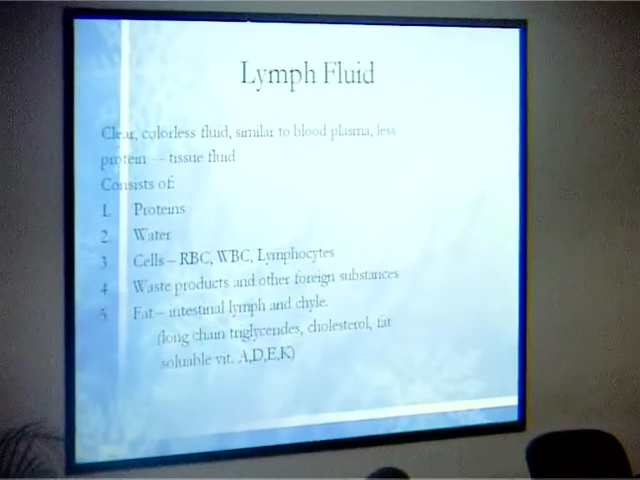 Lymph Fluid
Clear, colorless fluid, similar to blood plasma, less
protein --- tissue fluid
Consists of:
1. Proteins
2. Water
3. Cells – RBC, WBC, Lymphocytes
4. Waste products and other foreign substances
5. Fat – intestinal lymph and chyle.
(long chain triglycerides, cholesterol, fat
soluable vit. A,D,E,K)